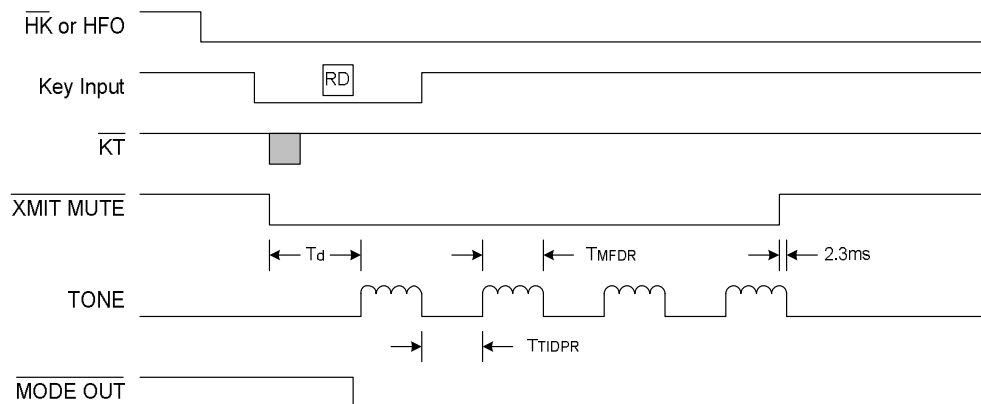 HK or HFO
Key Input
RD
KT
XMIT MUTE
Td
TMFDR
2.3ms
TONE
TTIDPR
MODE OUT